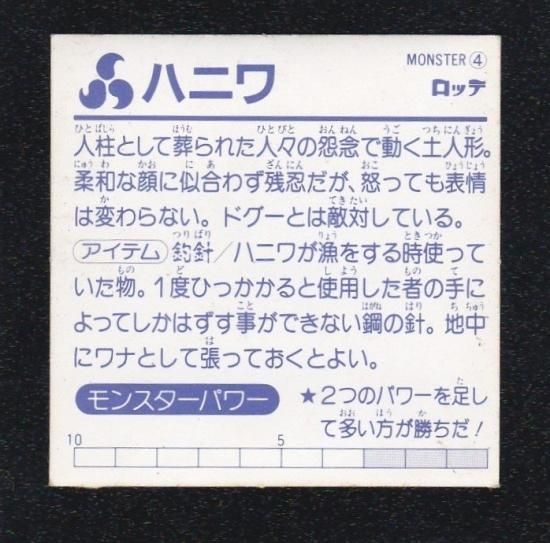 ハニワ
MONSTER④
ロッテ
人柱として葬られた人々の怨念で動く土人形。
柔和な顔に似合わず残忍だが、怒っても表情
は変わらない。ドグーとは敵対している。
アイテム 釣針/ハニワが漁をする時使って
いた物。1度ひっかかると使用した者の手に
よってしかはずす事ができない鋼の針。地中
にワナとして張っておくとよい。
モンスターパワー
★2つのパワーを足し
て多い方が勝ちだ!
10 5